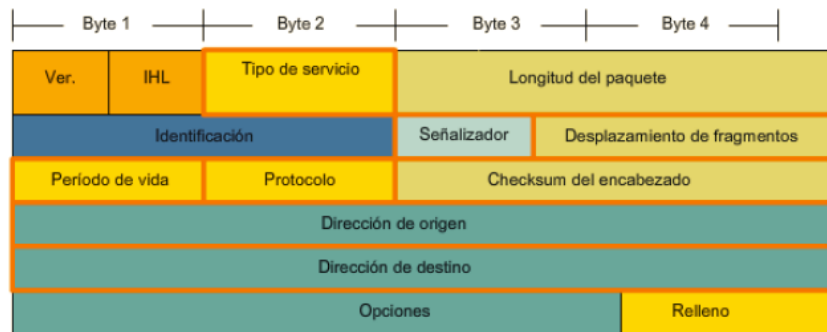 Byte 1 Byte 2 Byte 3 Byte 4
Ver. IHL Tipo de servicio Longitud del paquete
Identificación Señalizador Desplazamiento de fragmentos
Período de vida Protocolo Checksum del encabezado
Dirección de origen
Dirección de destino
Opciones Relleno